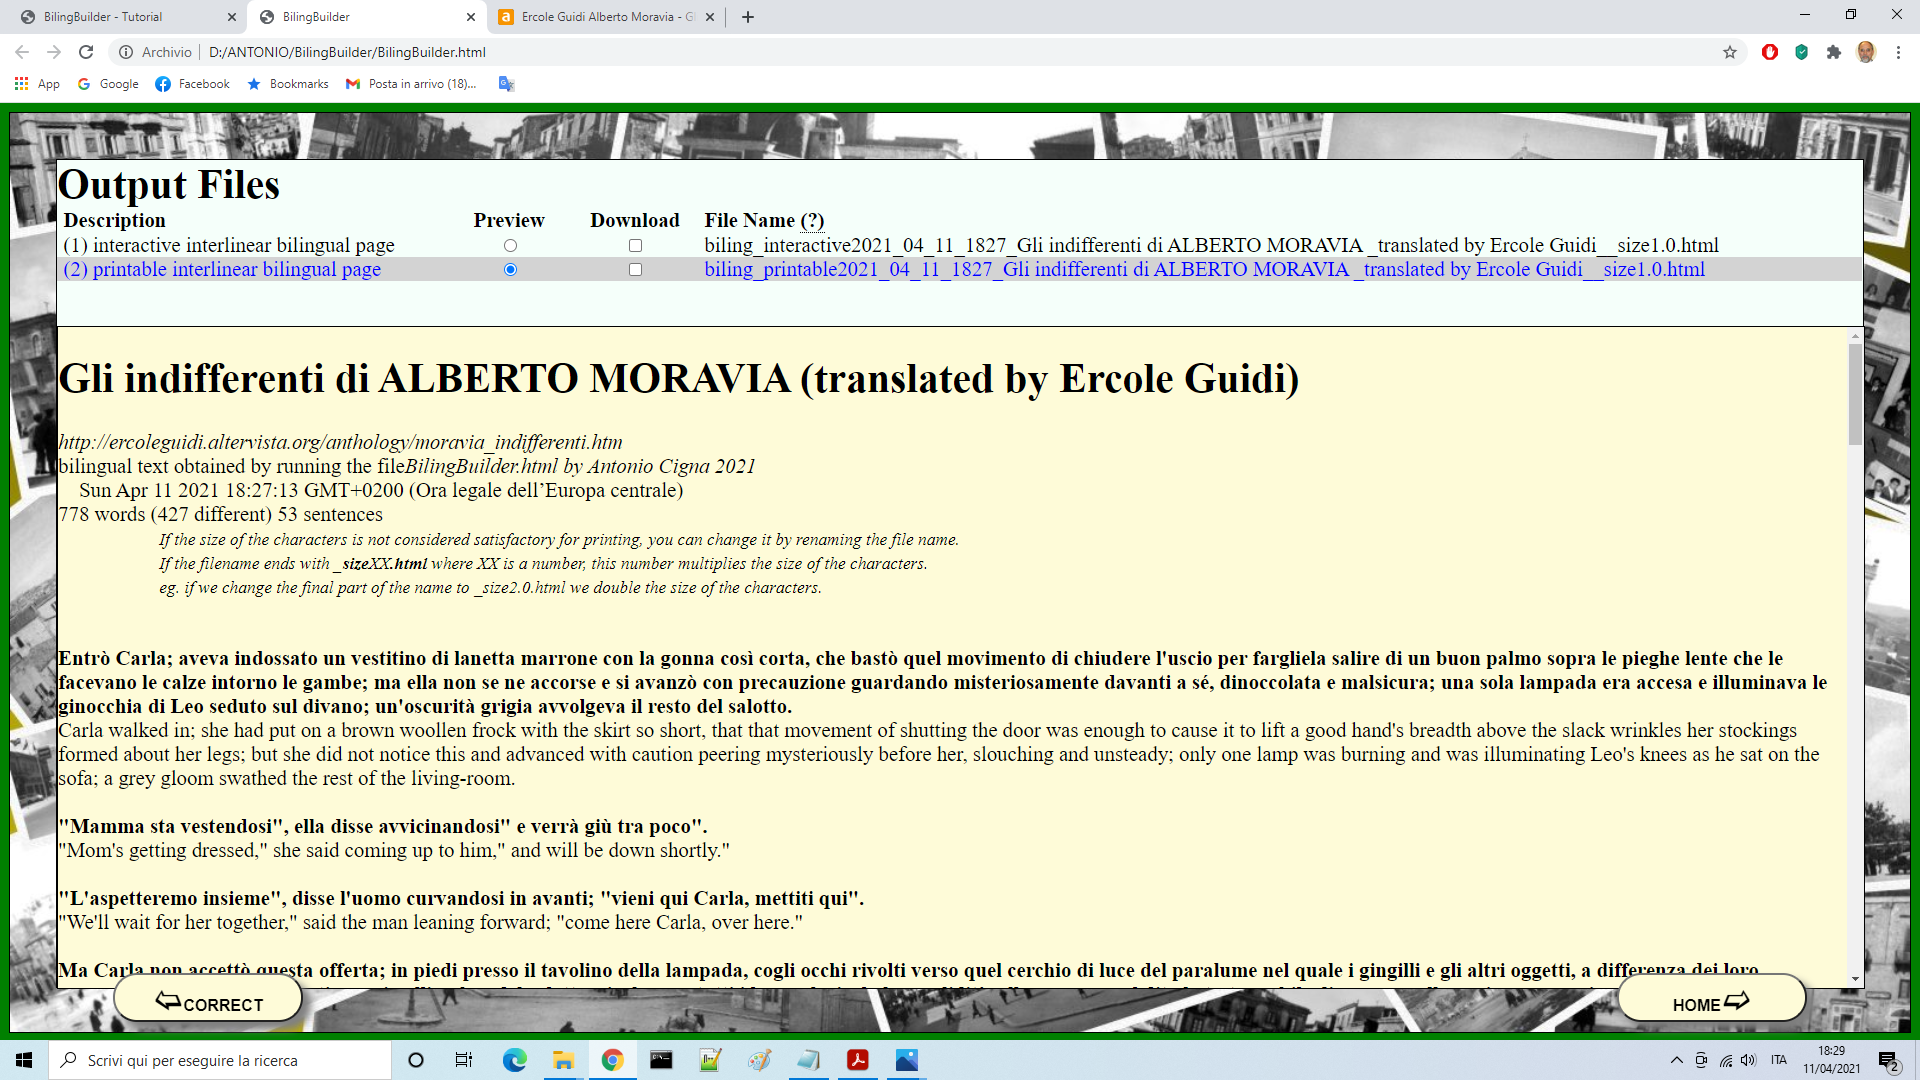 BilingBuilder - Tutorial
BilingBuilder
Ercole Guidi Alberto Moravia - Gl
Archivio | D:/ANTONIO/BilingBuilder/BilingBuilder.html
App Google Facebook Bookmarks Posta in arrivo (18)...
Output Files
Description Preview Download File Name (?)
(1) interactive interlinear bilingual page biling_interactive2021_04_11_1827_Gli indifferenti di ALBERTO MORAVIA _translated by Ercole Guidi__size1.0.html
(2) printable interlinear bilingual page biling_printable2021_04_11_1827_Gli indifferenti di ALBERTO MORAVIA _translated by Ercole Guidi__size1.0.html
Gli indifferenti di ALBERTO MORAVIA (translated by Ercole Guidi)
http://ercoleguidi.altervista.org/anthology/moravia_indifferenti.htm
bilingual text obtained by running the fileBilingBuilder.html by Antonio Cigna 2021
Sun Apr 11 2021 18:27:13 GMT+0200 (Ora legale dell’Europa centrale)
778 words (427 different) 53 sentences
If the size of the characters is not considered satisfactory for printing, you can change it by renaming the file name.
If the filename ends with _sizeXX.html where XX is a number, this number multiplies the size of the characters.
eg. if we change the final part of the name to _size2.0.html we double the size of the characters.
Entrò Carla; aveva indossato un vestitino di lanetta marrone con la gonna così corta, che bastò quel movimento di chiudere l'uscio per fargliela salire di un buon palmo sopra le pieghe lente che le
facevano le calze intorno le gambe; ma ella non se ne accorse e si avanzò con precauzione guardando misteriosamente davanti a sé, dinoccolata e malsicura; una sola lampada era accesa e illuminava le
ginocchia di Leo seduto sul divano; un'oscurità grigia avvolgeva il resto del salotto.
Carla walked in; she had put on a brown woollen frock with the skirt so short, that that movement of shutting the door was enough to cause it to lift a good hand's breadth above the slack wrinkles her stockings
formed about her legs; but she did not notice this and advanced with caution peering mysteriously before her, slouching and unsteady; only one lamp was burning and was illuminating Leo's knees as he sat on the
sofa; a grey gloom swathed the rest of the living-room.
"Mamma sta vestendosi", ella disse avvicinandosi" e verrà giù tra poco".
"Mom's getting dressed," she said coming up to him," and will be down shortly."
"L'aspetteremo insieme", disse l'uomo curvandosi in avanti; "vieni qui Carla, mettiti qui".
"We'll wait for her together," said the man leaning forward; "come here Carla, over here."
Ma Carla non accettò questa offerta; in piedi presso il tavolino della lampada, cogli occhi rivolti verso quel cerchio di luce del paralume nel quale i gingilli e gli altri oggetti, a differenza dei loro
CORRECT
HOME
Scrivi qui per eseguire la ricerca
ITA
18:29
11/04/2021
2